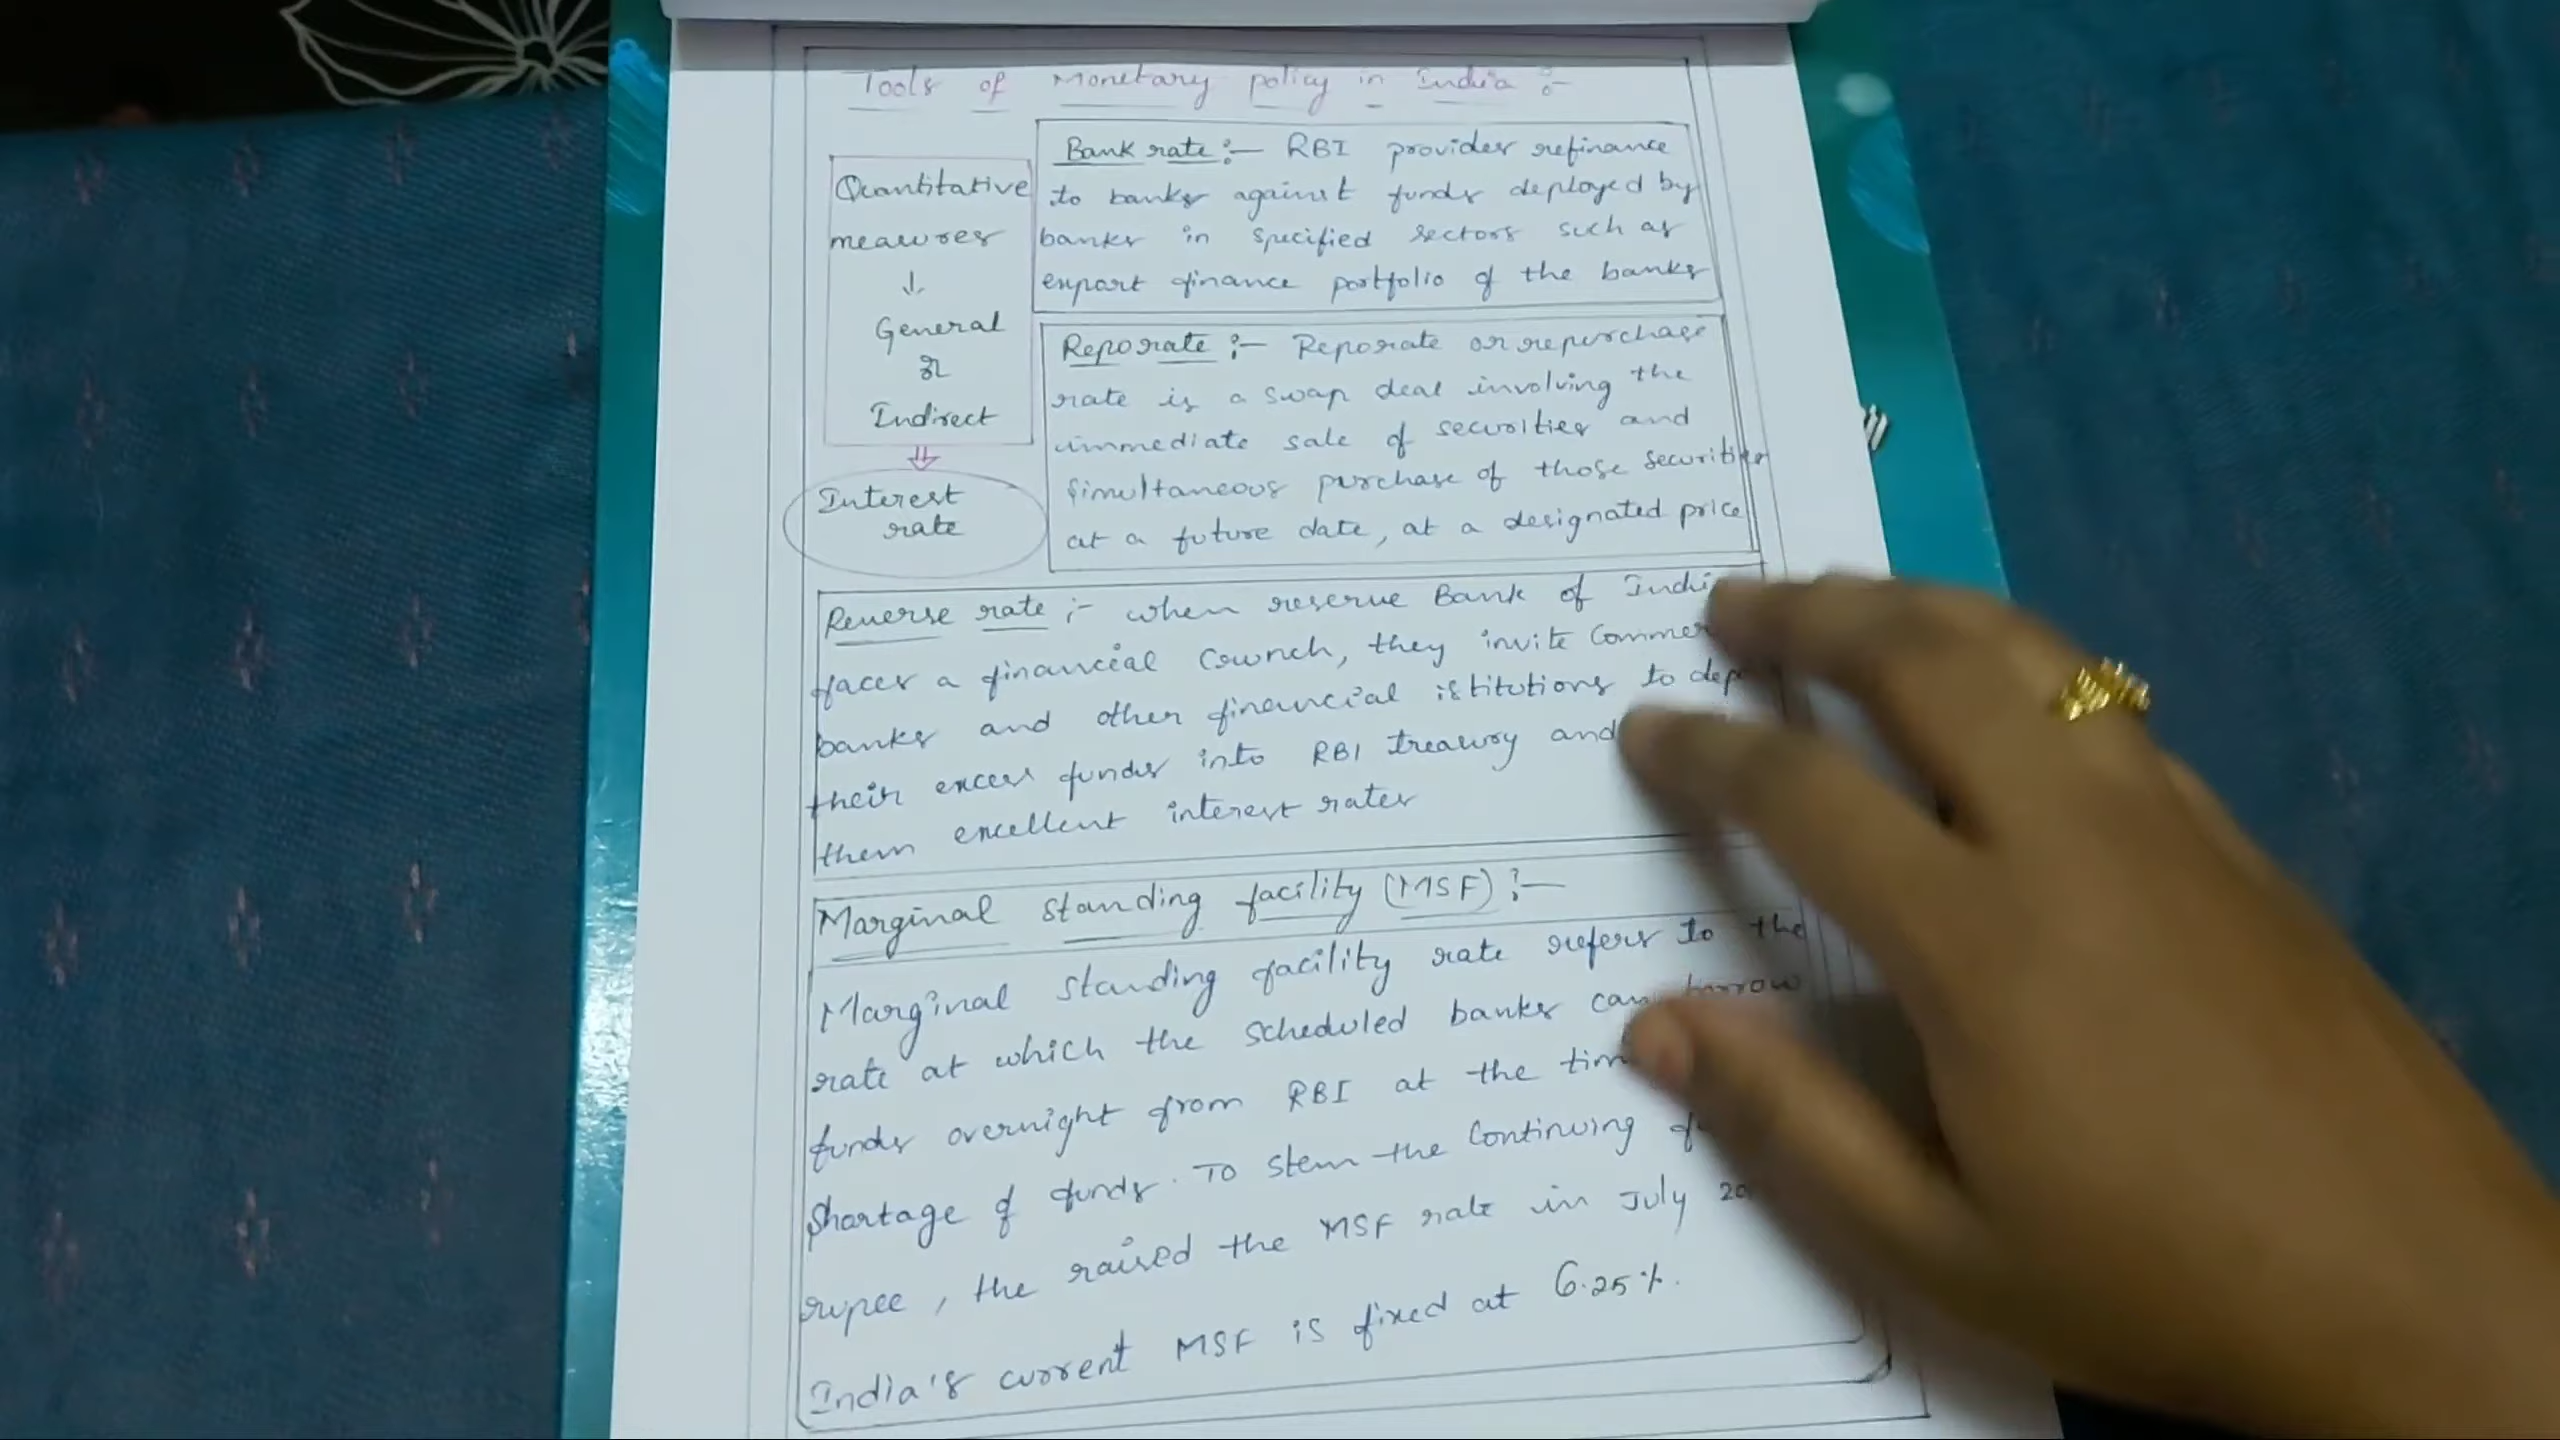 Tools of Monetary policy in India :-
Quantitative
measures
↓
General
or
Indirect
⇓
Interest
rate
Bank rate :- RBI provides refinance
to banks against funds deployed by
banks in specified sectors such as
export finance portfolio of the banks
Reporate :- Reporate or repurchase
rate is a swap deal involving the
immediate sale of securities and
simultaneous purchase of those securities
at a future date, at a designated price
Reverse rate :- when reserve Bank of
faces a financial crunch, they invite
banks and other financial istitutions to
their excess funds into RBI treasury and
them excellent interest rates
Marginal standing facility (MSF) :-
Marginal standing facility rate refers to the
rate at which the scheduled banks can borrow
funds overnight from RBI at the
shortage of funds. To stem the continuing
rupee, the raised the MSF rate in July
India's current MSF is fixed at 6.25%.